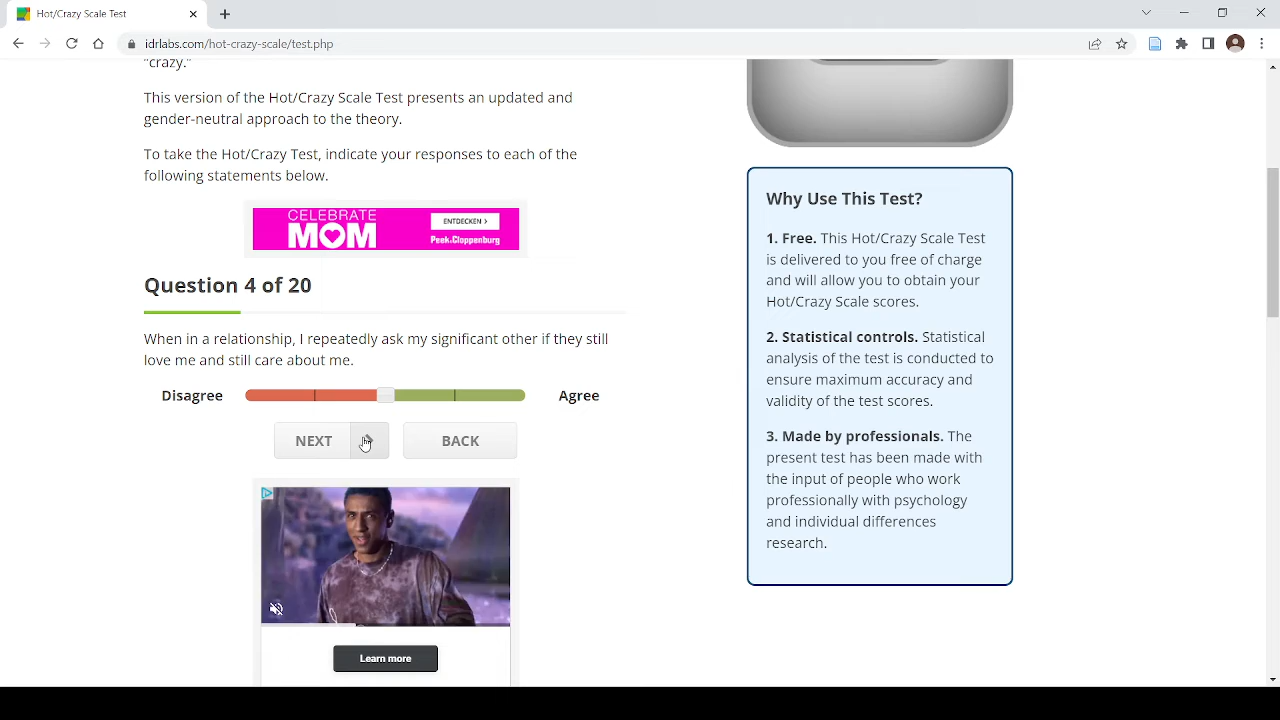 Hot/Crazy Scale Test
idrlabs.com/hot-crazy-scale/test.php
"crazy."
This version of the Hot/Crazy Scale Test presents an updated and
gender-neutral approach to the theory.
To take the Hot/Crazy Test, indicate your responses to each of the
following statements below.
CELEBRATE
MOM
ENTDECKEN >
Peek&Cloppenburg
Question 4 of 20
When in a relationship, I repeatedly ask my significant other if they still
love me and still care about me.
Disagree
Agree
NEXT
BACK
Learn more
Why Use This Test?
1. Free. This Hot/Crazy Scale Test
is delivered to you free of charge
and will allow you to obtain your
Hot/Crazy Scale scores.
2. Statistical controls. Statistical
analysis of the test is conducted to
ensure maximum accuracy and
validity of the test scores.
3. Made by professionals. The
present test has been made with
the input of people who work
professionally with psychology
and individual differences
research.